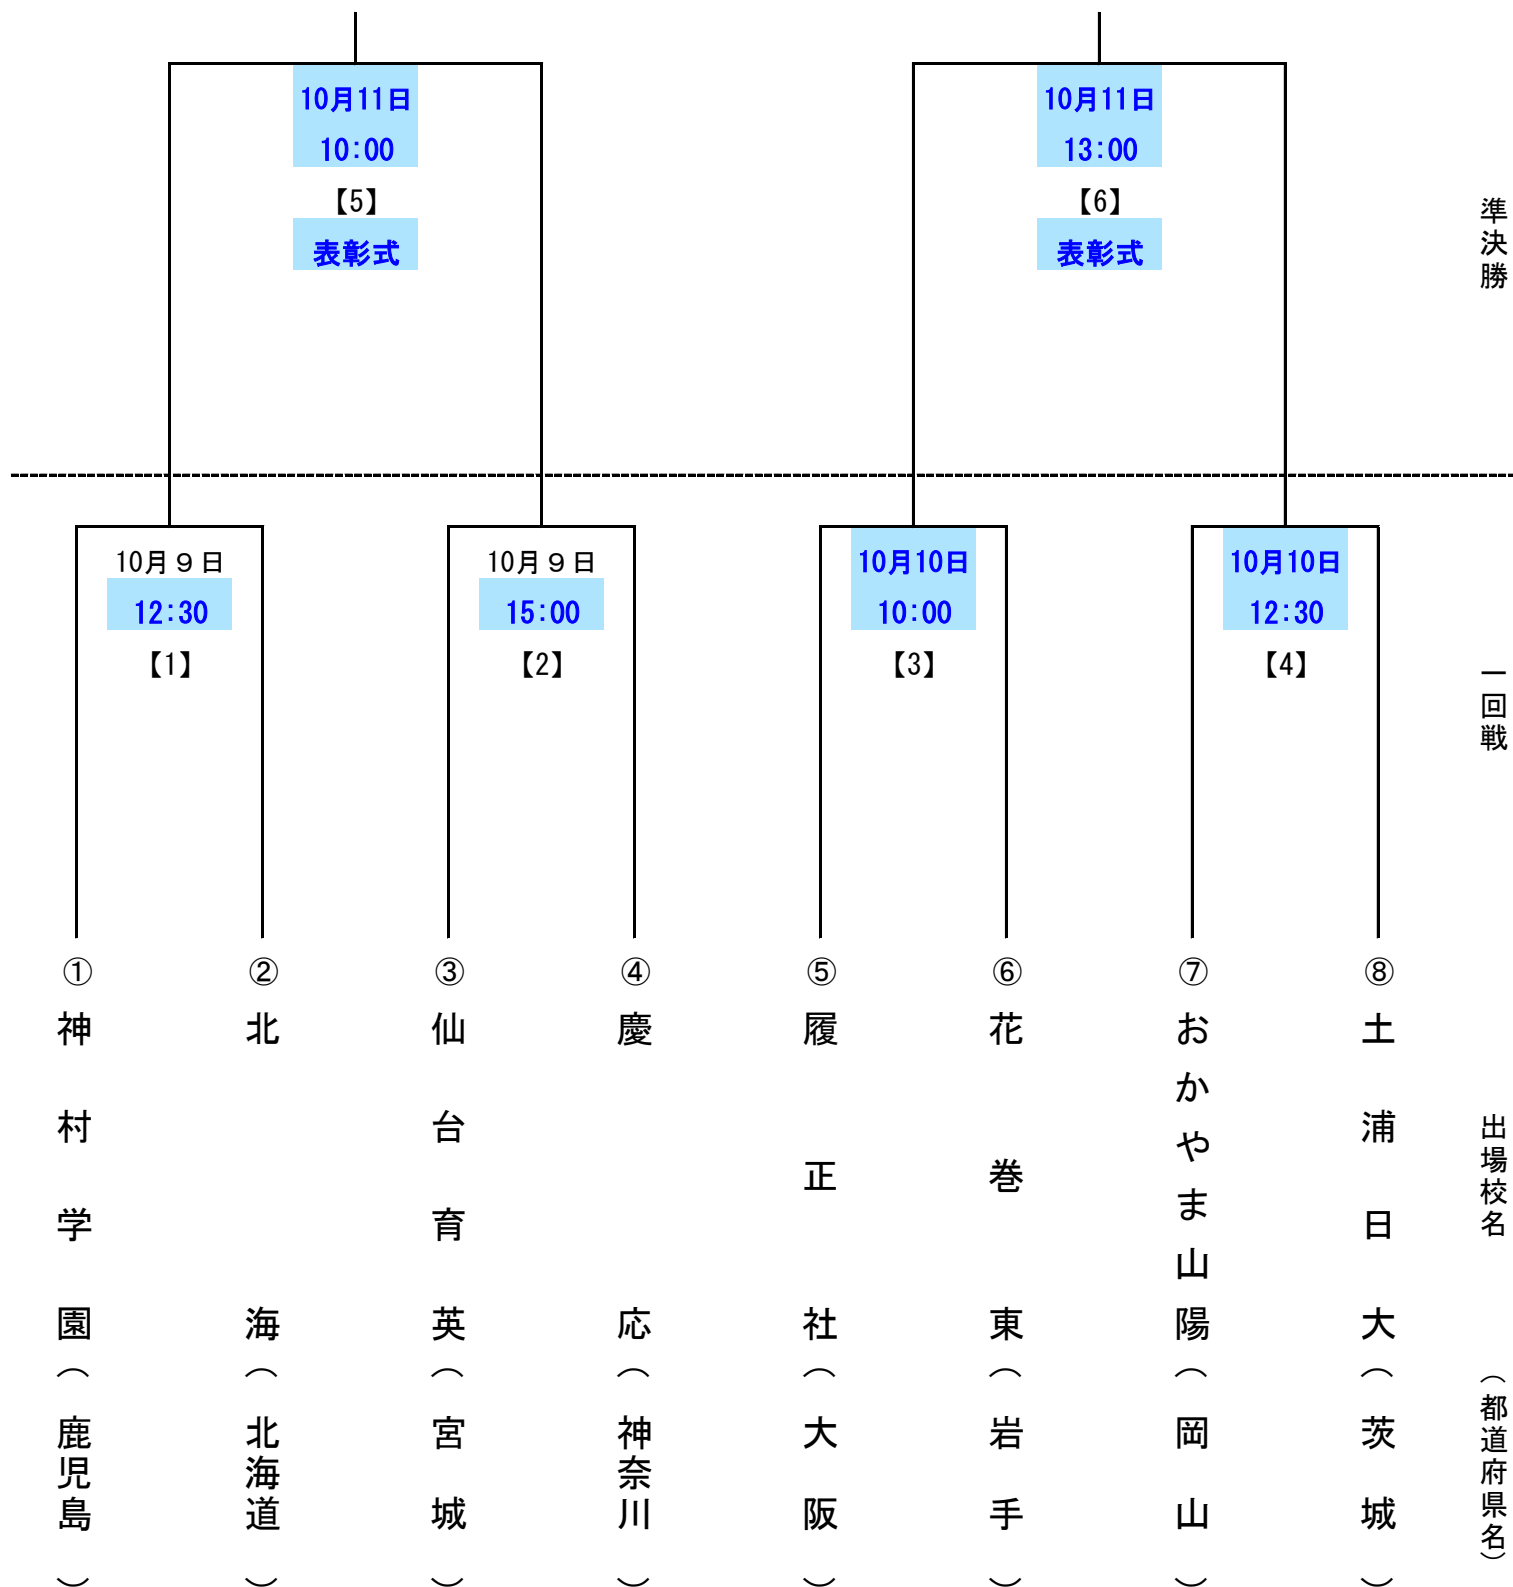 10月11日
10:00
【5】
表彰式
10月11日
13:00
【6】
表彰式
準決勝
10月９日
12:30
【1】
10月９日
15:00
【2】
10月10日
10:00
【3】
10月10日
12:30
【4】
一回戦
①
神村学園（鹿児島）
②
北海（北海道）
③
仙台育英（宮城）
④
慶応（神奈川）
⑤
履正社（大阪）
⑥
花巻東（岩手）
⑦
おかやま山陽（岡山）
⑧
土浦日大（茨城）
出場校名
（都道府県名）